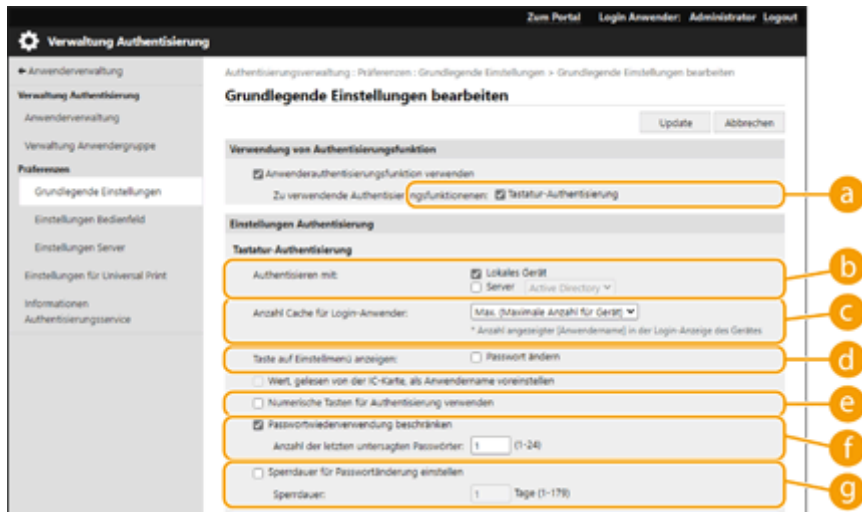 Zum Portal Login Anwender: Administrator Logout
Verwaltung Authentisierung
Anwenderverwaltung
Verwaltung Authentisierung
Anwenderverwaltung
Verwaltung Anwendergruppe
Präferenzen
Grundlegende Einstellungen
Einstellungen Bedienfeld
Einstellungen Server
Einstellungen für Universal Print
Informationen
Authentisierungsservice
Authentisierungsverwaltung : Präferenzen : Grundlegende Einstellungen > Grundlegende Einstellungen bearbeiten
Grundlegende Einstellungen bearbeiten
Update Abbrechen
Verwendung von Authentisierungsfunktion
Anwenderauthentisierungsfunktion verwenden
Zu verwendende Authentisierungsfunktionenen: Tastatur-Authentisierung
a
Einstellungen Authentisierung
Tastatur-Authentisierung
Authentisieren mit: Lokales Gerät
Server Active Directory
b
Anzahl Cache für Login-Anwender: Max. (Maximale Anzahl für Gerät)
* Anzahl angezeigter [Anwendername] in der Login-Anzeige des Gerätes
c
Taste auf Einstellmenü anzeigen: Passwort ändern
d
Wert, gelesen von der IC-Karte, als Anwendername voreinstellen
Numerische Tasten für Authentisierung verwenden
e
Passwortwiederverwendung beschränken
Anzahl der letzten untersagten Passwörter: 1 (1-24)
f
Sperrdauer für Passwortänderung einstellen
Sperrdauer: 1 Tage (1-179)
g